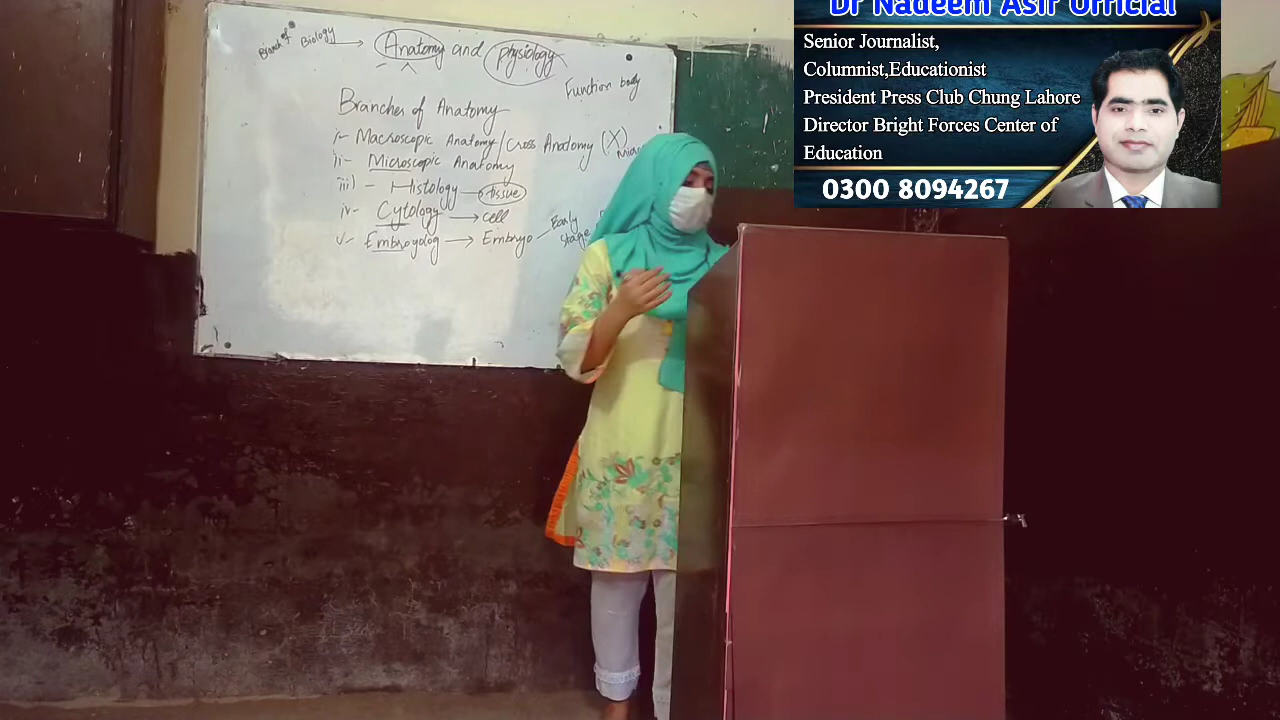 Branch of Biology → Anatomy and physiology
Function body
Branches of Anatomy
i- Macroscopic Anatomy/Cross Anatomy (X)
ii- Microscopic Anatomy
iii) - Histology → tissue
iv- Cytology → cell
v- Embroyolog → Embryo
Early stage
Dr Nadeem Asif Official
Senior Journalist,
Columnist,Educationist
President Press Club Chung Lahore
Director Bright Forces Center of
Education
0300 8094267